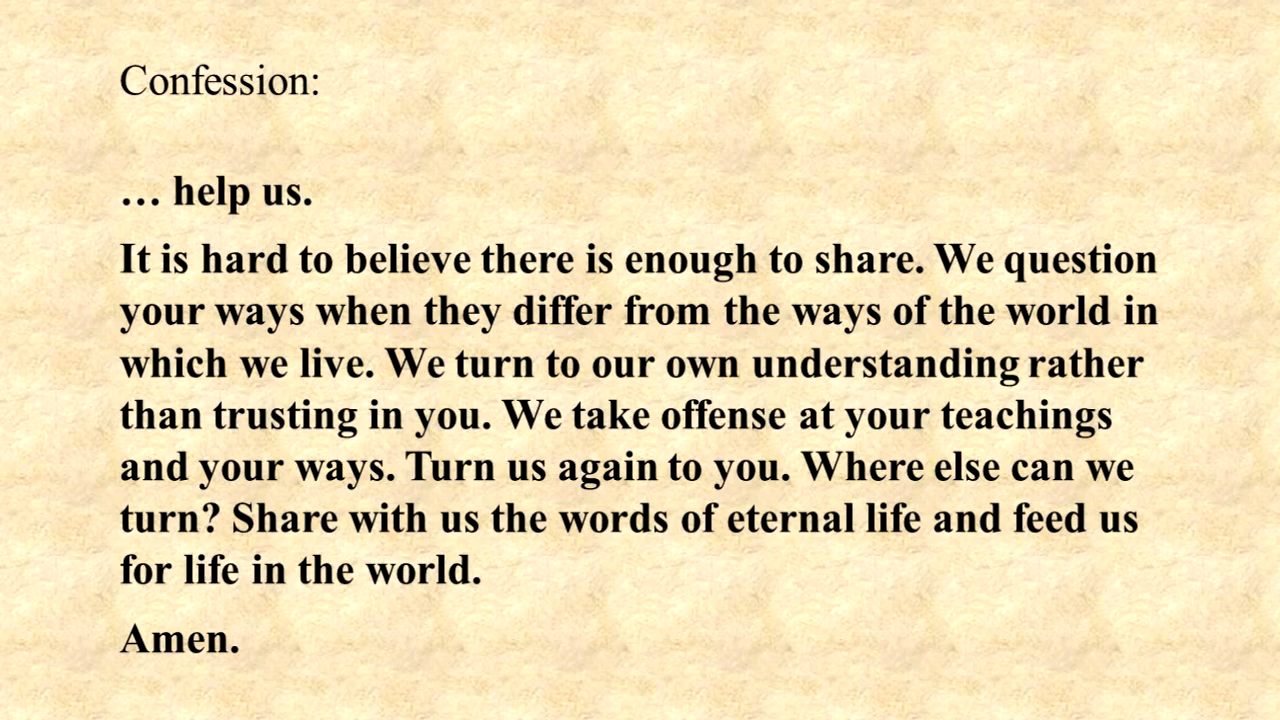 Confession:
… help us.
It is hard to believe there is enough to share. We question
your ways when they differ from the ways of the world in
which we live. We turn to our own understanding rather
than trusting in you. We take offense at your teachings
and your ways. Turn us again to you. Where else can we
turn? Share with us the words of eternal life and feed us
for life in the world.
Amen.